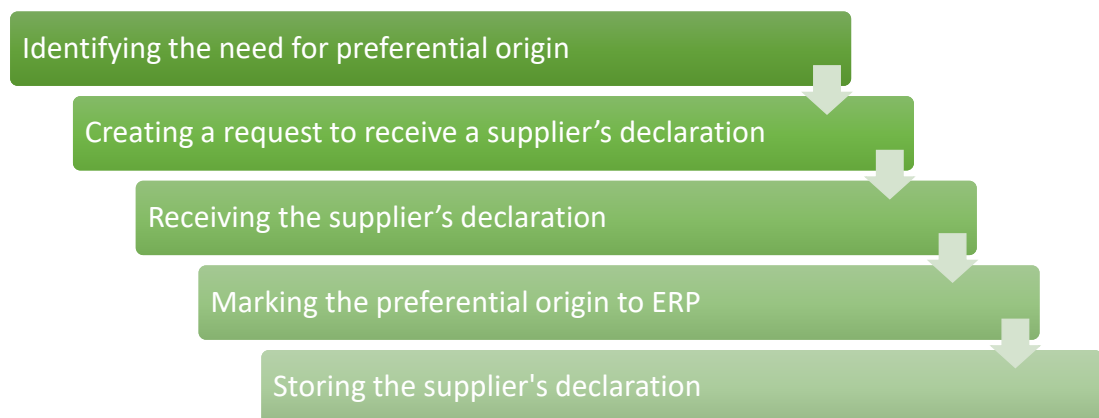 Identifying the need for preferential origin
Creating a request to receive a supplier’s declaration
Receiving the supplier’s declaration
Marking the preferential origin to ERP
Storing the supplier's declaration